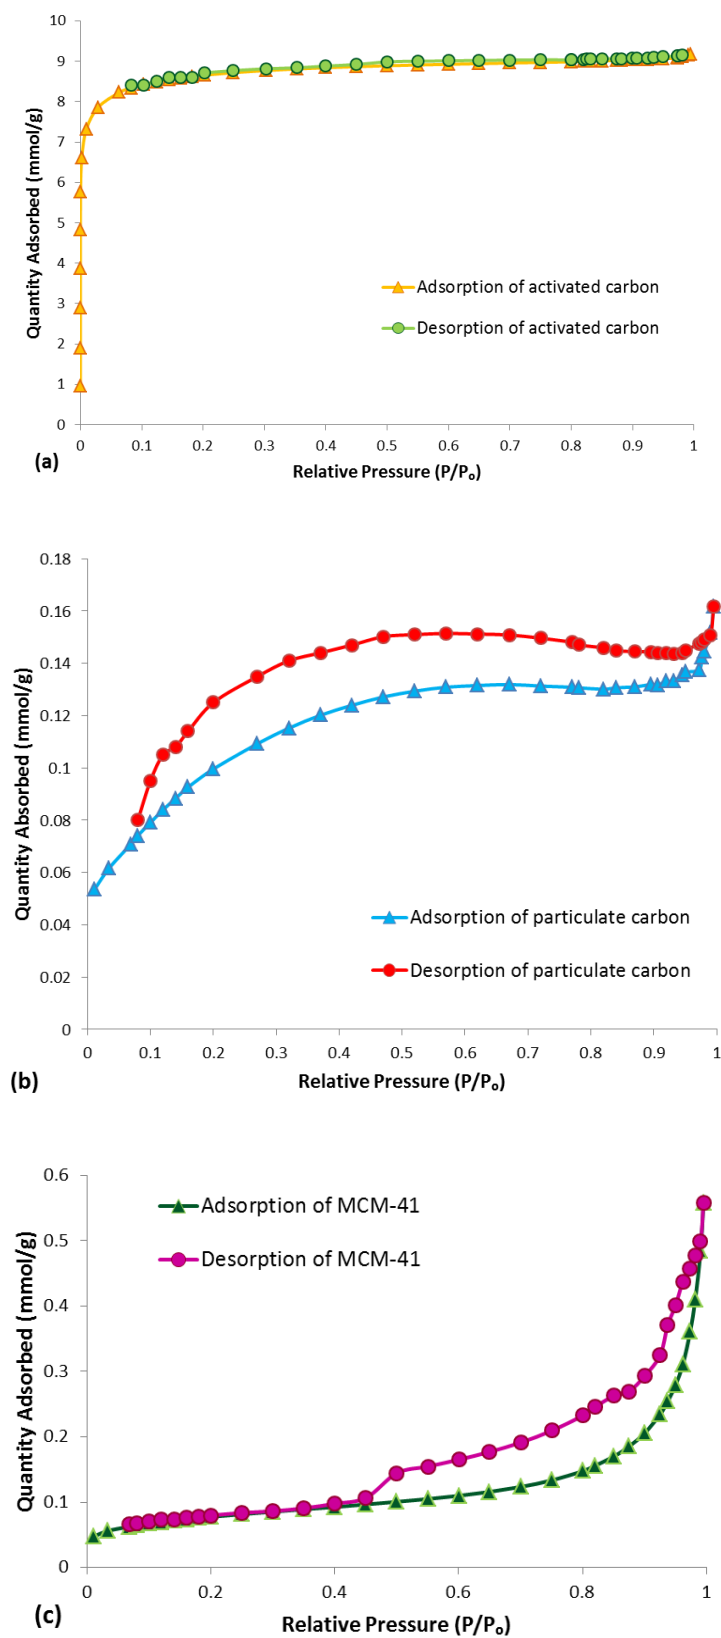 10
9
8
7
6
5
4
3
2
1
0
Quantity Adsorbed (mmol/g)
Adsorption of activated carbon
Desorption of activated carbon
0 0.1 0.2 0.3 0.4 0.5 0.6 0.7 0.8 0.9 1
(a)
Relative Pressure (P/Pₒ)
0.18
0.16
0.14
0.12
0.1
0.08
0.06
0.04
0.02
0
Quantity Absorbed (mmol/g)
Adsorption of particulate carbon
Desorption of particulate carbon
0 0.1 0.2 0.3 0.4 0.5 0.6 0.7 0.8 0.9 1
(b)
Relative Pressure (P/Pₒ)
0.6
0.5
0.4
0.3
0.2
0.1
0
Quantity Adsorbed (mmol/g)
Adsorption of MCM-41
Desorption of MCM-41
0 0.2 0.4 0.6 0.8 1
(c)
Relative Pressure (P/Pₒ)